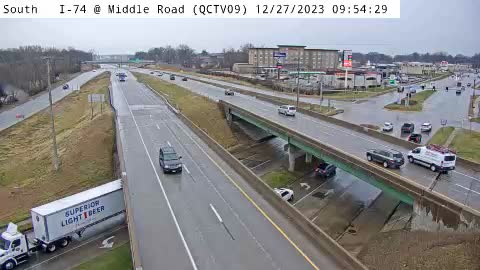 South  I-74 @ Middle Road (QCTV09) 12/27/2023 09:54:29
SUPERIOR
LIGHT BEER